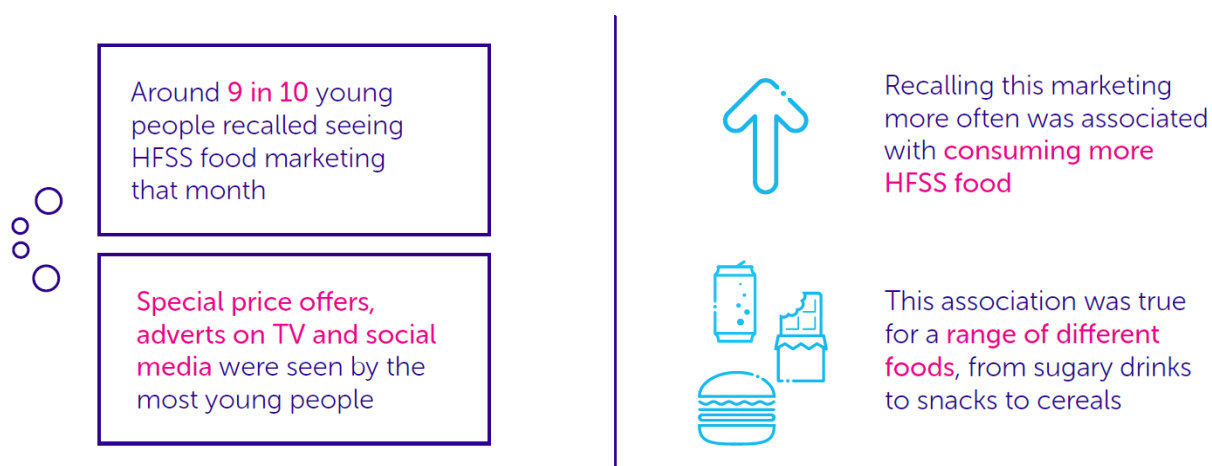 Around 9 in 10 young
people recalled seeing
HFSS food marketing
that month
Special price offers,
adverts on TV and social
media were seen by the
most young people
Recalling this marketing
more often was associated
with consuming more
HFSS food
This association was true
for a range of different
foods, from sugary drinks
to snacks to cereals